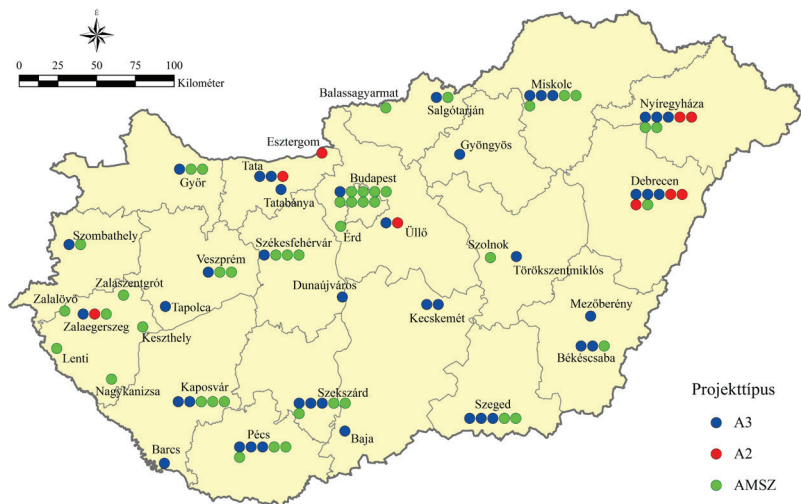 É
0 25 50 75 100
Kilométer
Balassagyarmat
Salgótarján
Miskolc
Nyíregyháza
Esztergom
Gyöngyös
Győr
Tata
Tatabánya
Budapest
Debrecen
Érd
Üllő
Szombathely
Veszprém
Székesfehérvár
Szolnok
Törökszentmiklós
Zalaszentgrót
Zalalövő
Dunaújváros
Tapolca
Zalaegerszeg
Keszthely
Kecskemét
Mezőberény
Lenti
Békéscsaba
Nagykanizsa
Kaposvár
Szekszárd
Szeged
Projekttípus
Pécs
Baja
Barcs
A3
A2
AMSZ